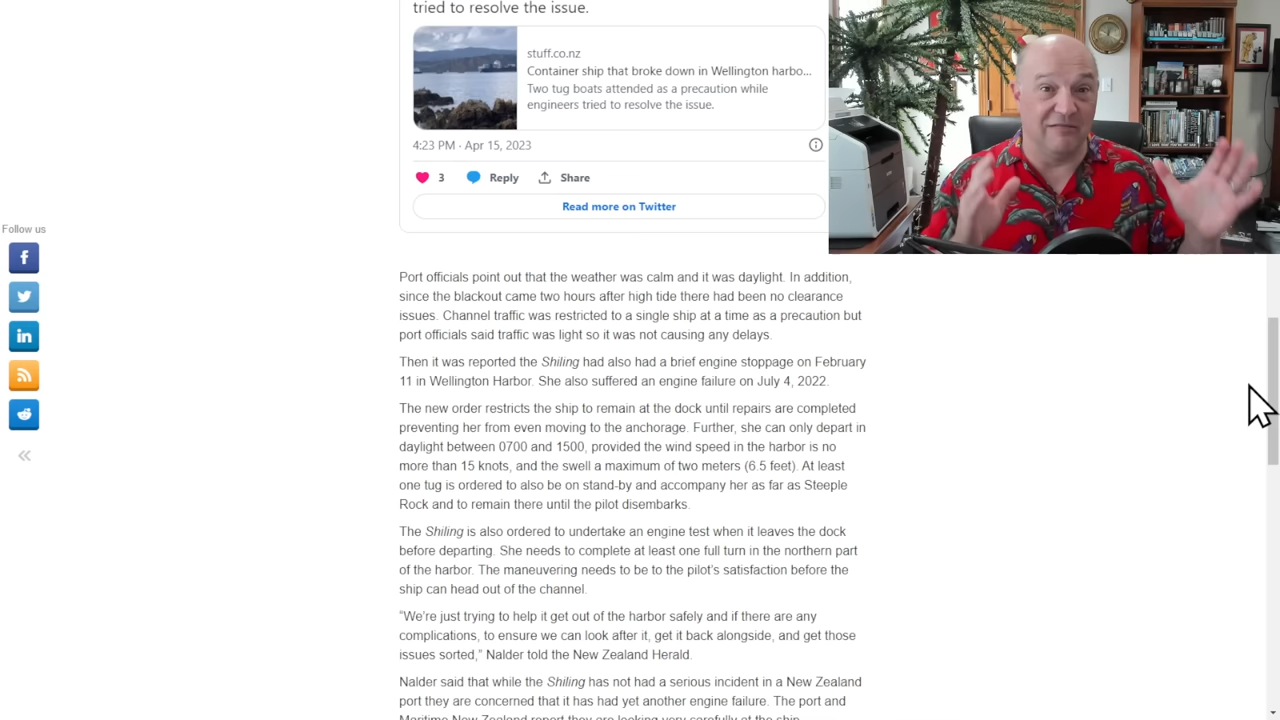 tried to resolve the issue.
stuff.co.nz
Container ship that broke down in Wellington harbo...
Two tug boats attended as a precaution while
engineers tried to resolve the issue.
4:23 PM · Apr 15, 2023
3 Reply Share
Read more on Twitter
Follow us
Port officials point out that the weather was calm and it was daylight. In addition,
since the blackout came two hours after high tide there had been no clearance
issues. Channel traffic was restricted to a single ship at a time as a precaution but
port officials said traffic was light so it was not causing any delays.
Then it was reported the Shiling had also had a brief engine stoppage on February
11 in Wellington Harbor. She also suffered an engine failure on July 4, 2022.
The new order restricts the ship to remain at the dock until repairs are completed
preventing her from even moving to the anchorage. Further, she can only depart in
daylight between 0700 and 1500, provided the wind speed in the harbor is no
more than 15 knots, and the swell a maximum of two meters (6.5 feet). At least
one tug is ordered to also be on stand-by and accompany her as far as Steeple
Rock and to remain there until the pilot disembarks.
The Shiling is also ordered to undertake an engine test when it leaves the dock
before departing. She needs to complete at least one full turn in the northern part
of the harbor. The maneuvering needs to be to the pilot's satisfaction before the
ship can head out of the channel.
“We're just trying to help it get out of the harbor safely and if there are any
complications, to ensure we can look after it, get it back alongside, and get those
issues sorted,” Nalder told the New Zealand Herald.
Nalder said that while the Shiling has not had a serious incident in a New Zealand
port they are concerned that it has had yet another engine failure. The port and
Maritime New Zealand report they are looking very carefully at the ship